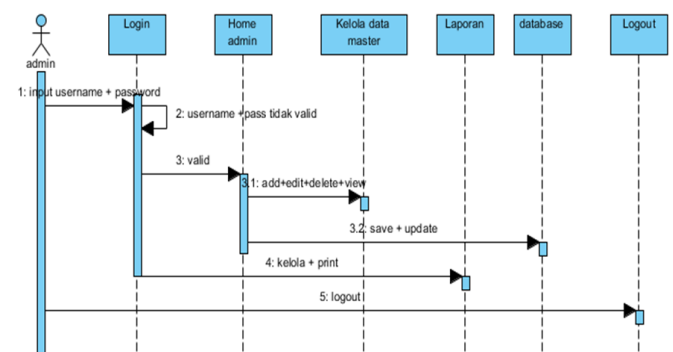 Login
Home
admin
Kelola data
master
Laporan
database
Logout
admin
1: input username + password
2: username +pass tidak valid
3: valid
3.1: add+edit+delete+view
3.2: save + update
4: kelola + print
5: logout